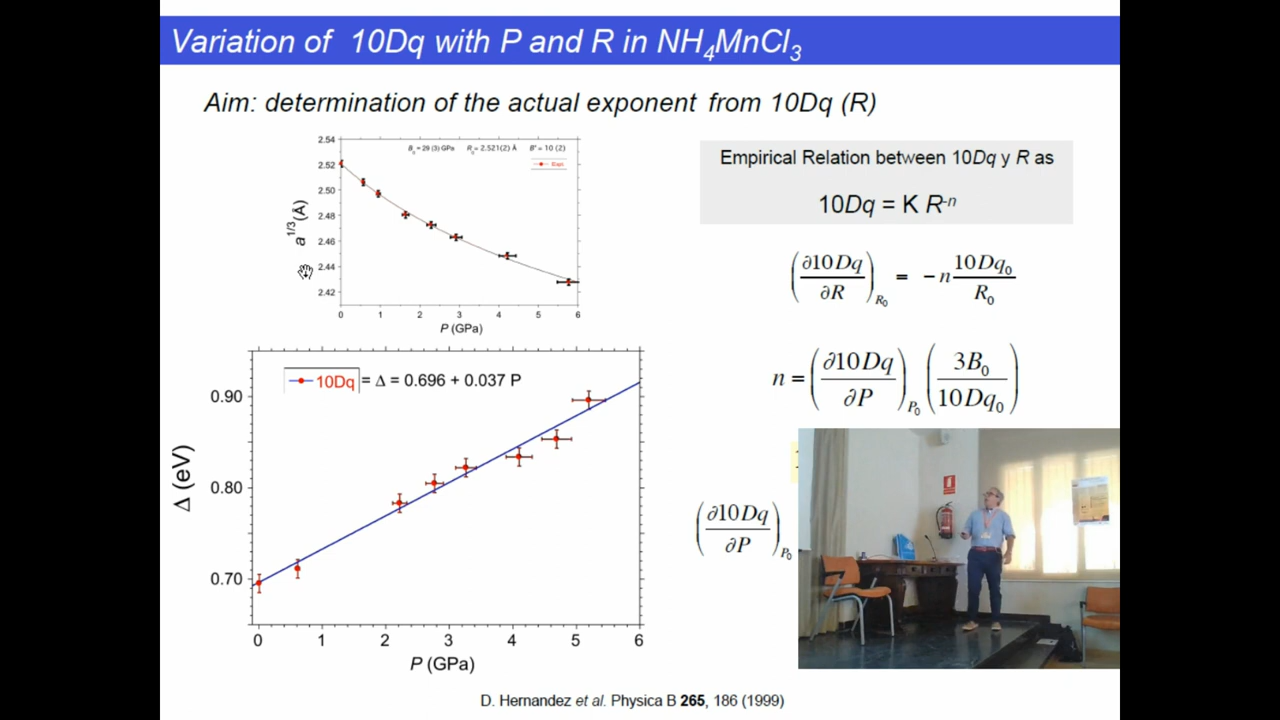 Variation of 10Dq with P and R in NH4MnCl3
Aim: determination of the actual exponent from 10Dq (R)
B0 = 29 (3) GPa R0 = 2.521(2) Å B' = 10 (2)
2.54
2.52
2.50
2.48
2.46
2.44
2.42
a^1/3 (Å)
0 1 2 3 4 5 6
P (GPa)
10Dq = Δ = 0.696 + 0.037 P
0.90
0.80
0.70
Δ (eV)
0 1 2 3 4 5 6
P (GPa)
Empirical Relation between 10Dq y R as
10Dq = K R^-n
(∂10Dq/∂R)R0 = −n 10Dq0/R0
n = (∂10Dq/∂P)P0 (3B0/10Dq0)
(∂10Dq/∂P)P0
D. Hernandez et al. Physica B 265, 186 (1999)